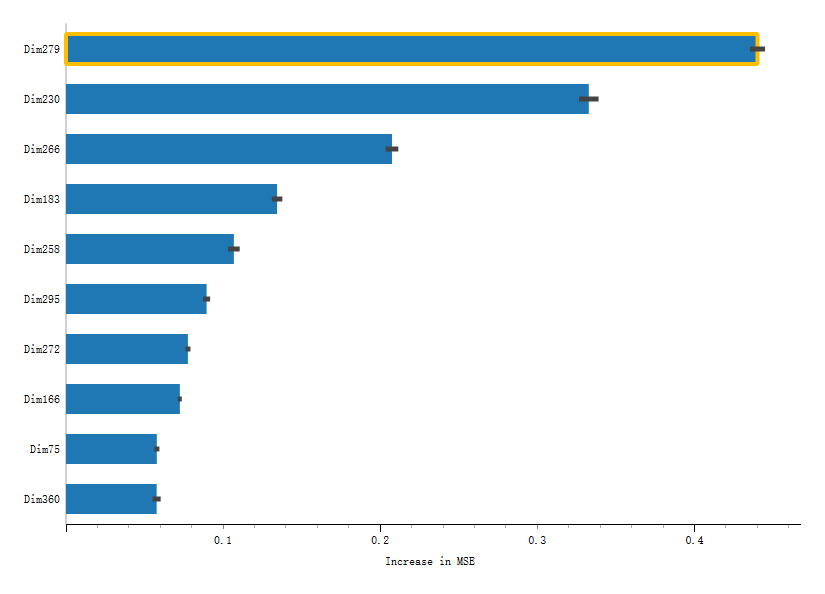 Dim279
Dim230
Dim266
Dim183
Dim258
Dim295
Dim272
Dim166
Dim75
Dim360
0.1 0.2 0.3 0.4
Increase in MSE